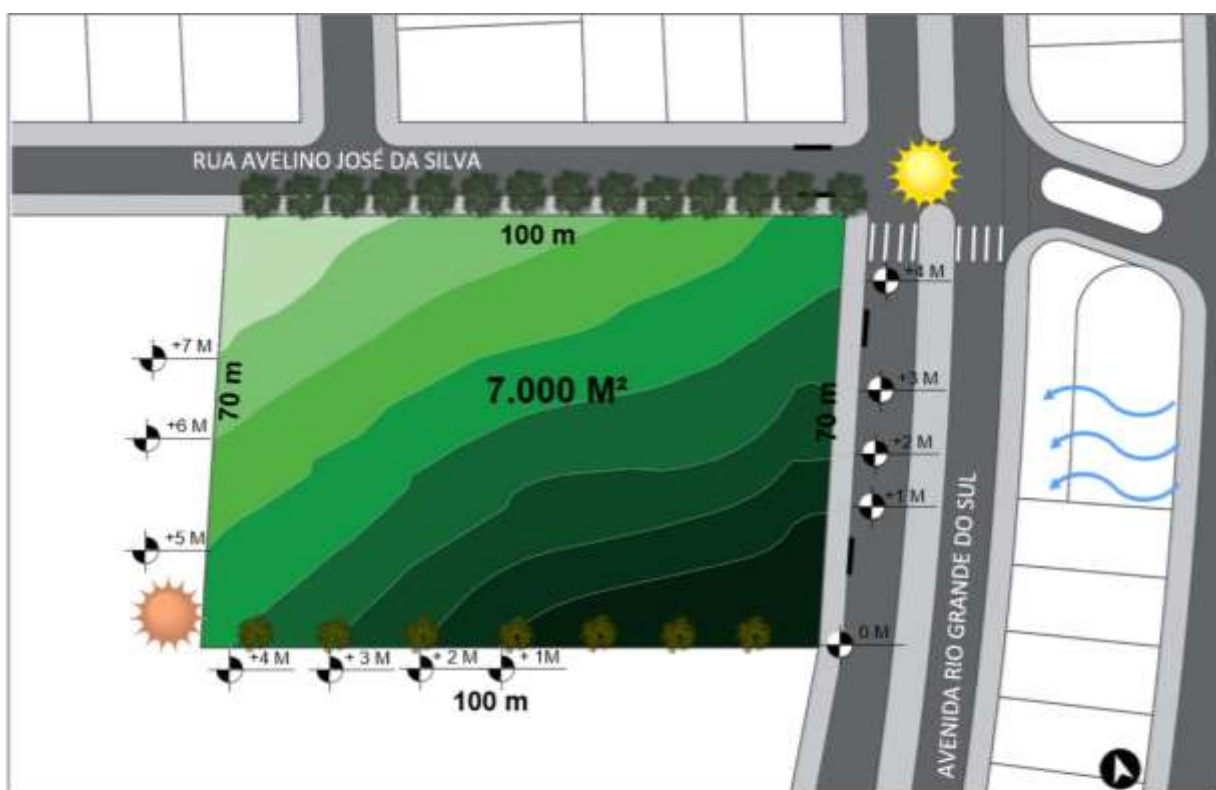 RUA AVELINO JOSÉ DA SILVA
100 m
+4 M
+7 M
70 m
7.000 M²
+3 M
70 m
+6 M
+2 M
+1 M
+5 M
AVENIDA RIO GRANDE DO SUL
0 M
+4 M
+ 3 M
+ 2 M
+ 1M
100 m